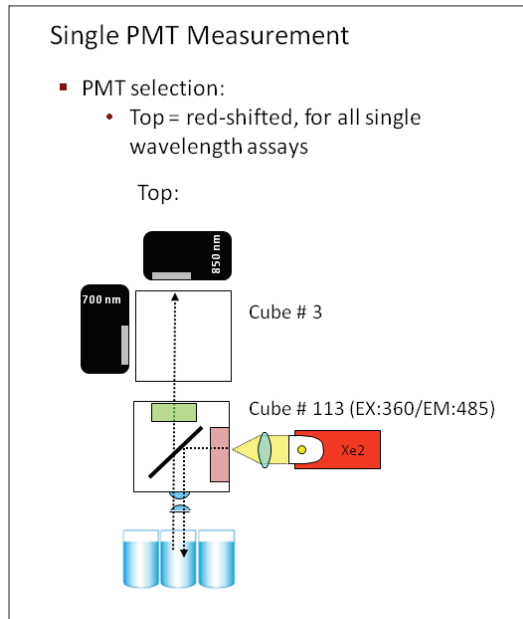 Single PMT Measurement
▪ PMT selection:
• Top = red-shifted, for all single
wavelength assays
Top:
850 nm
700 nm
Cube # 3
Cube # 113 (EX:360/EM:485)
Xe2